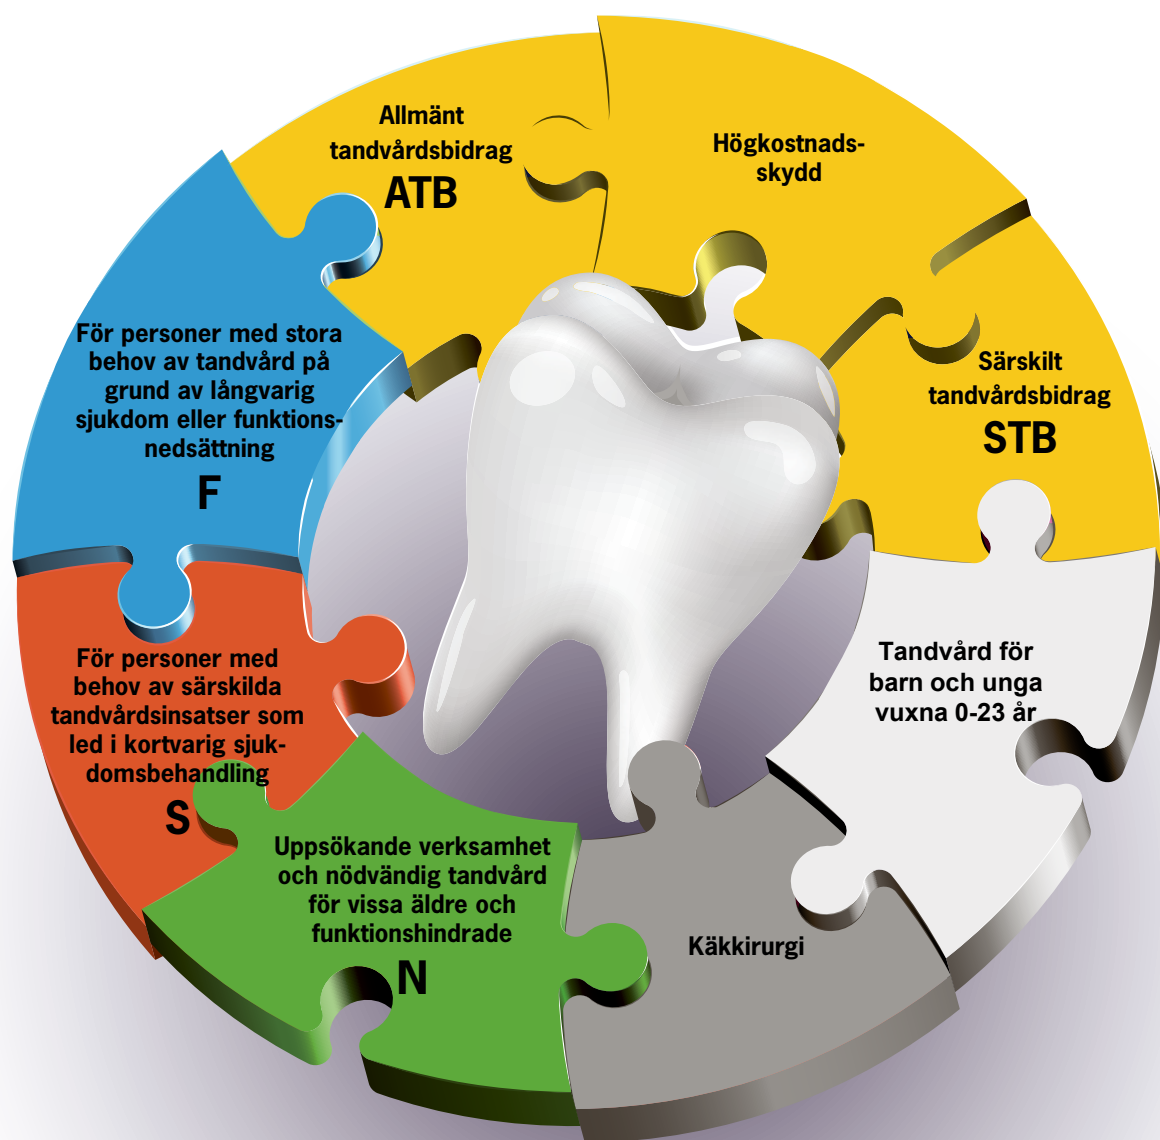 Allmänt
tandvårdsbidrag
ATB
Högkostnads-
skydd
Särskilt
tandvårdsbidrag
STB
För personer med stora
behov av tandvård på
grund av långvarig
sjukdom eller funktions-
nedsättning
F
För personer med
behov av särskilda
tandvårdsinsatser som
led i kortvarig sjuk-
domsbehandling
S
Tandvård för
barn och unga
vuxna 0-23 år
Uppsökande verksamhet
och nödvändig tandvård
för vissa äldre och
funktionshindrade
N
Käkkirurgi